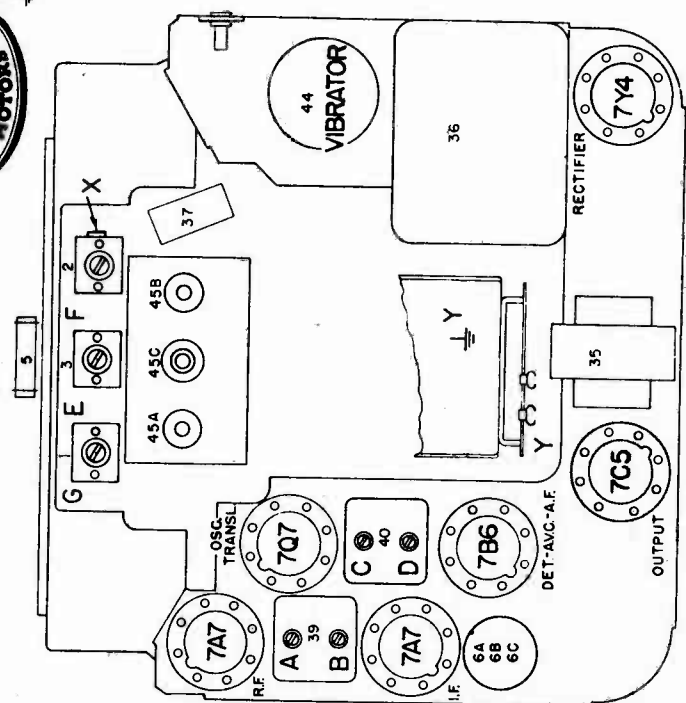 MOTORS
X
44
VIBRATOR
7Y4
RECTIFIER
36
37
2
F
3
E
G
5
45B
45C
45A
Y
Y
35
7C5
OUTPUT
OSC.
TRANSL.
7Q7
C
40
D
7B6
DET-A.V.C.-A.F.
7A7
R.F.
A
39
B
7A7
I.F.
6A
6B
6C